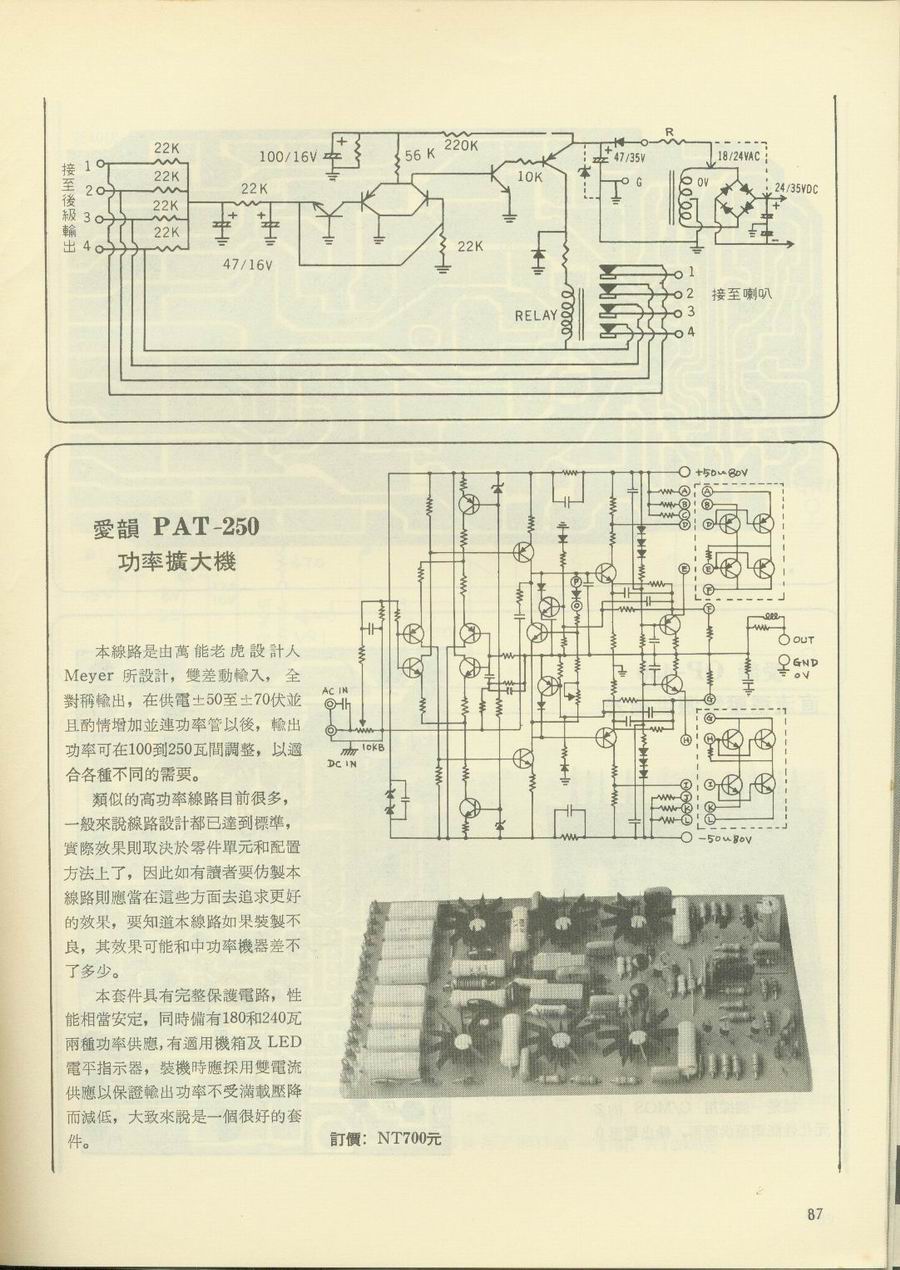 接至後級輸出
1
2
3
4
22K
22K
22K
22K
22K
47/16V
100/16V
56 K
220K
10K
22K
47/35V
G
R
18/24VAC
0V
24/35VDC
RELAY
1
2
3
4
接至喇叭
愛韻 PAT-250
功率擴大機
本線路是由萬能老虎設計人
Meyer 所設計，雙差動輸入，全
對稱輸出，在供電±50至±70伏並
且酌情增加並連功率管以後，輸出
功率可在100到250瓦間調整，以適
合各種不同的需要。
類似的高功率線路目前很多，
一般來說線路設計都已達到標準，
實際效果則取決於零件單元和配置
方法上了，因此如有讀者要仿製本
線路則應當在這些方面去追求更好
的效果，要知道本線路如果裝製不
良，其效果可能和中功率機器差不
了多少。
本套件具有完整保護電路，性
能相當安定，同時備有180和240瓦
兩種功率供應，有適用機箱及 LED
電平指示器，裝機時應採用雙電流
供應以保證輸出功率不受滿載壓降
而減低，大致來說是一個很好的套
件。
+50~80V
A
B
C
D
A
B
D
E
E
F
F
P
OUT
GND
0V
AC IN
10KB
DC IN
G
G
H
H
I
J
K
L
I
K
L
-50~80V
訂價：NT700元
87